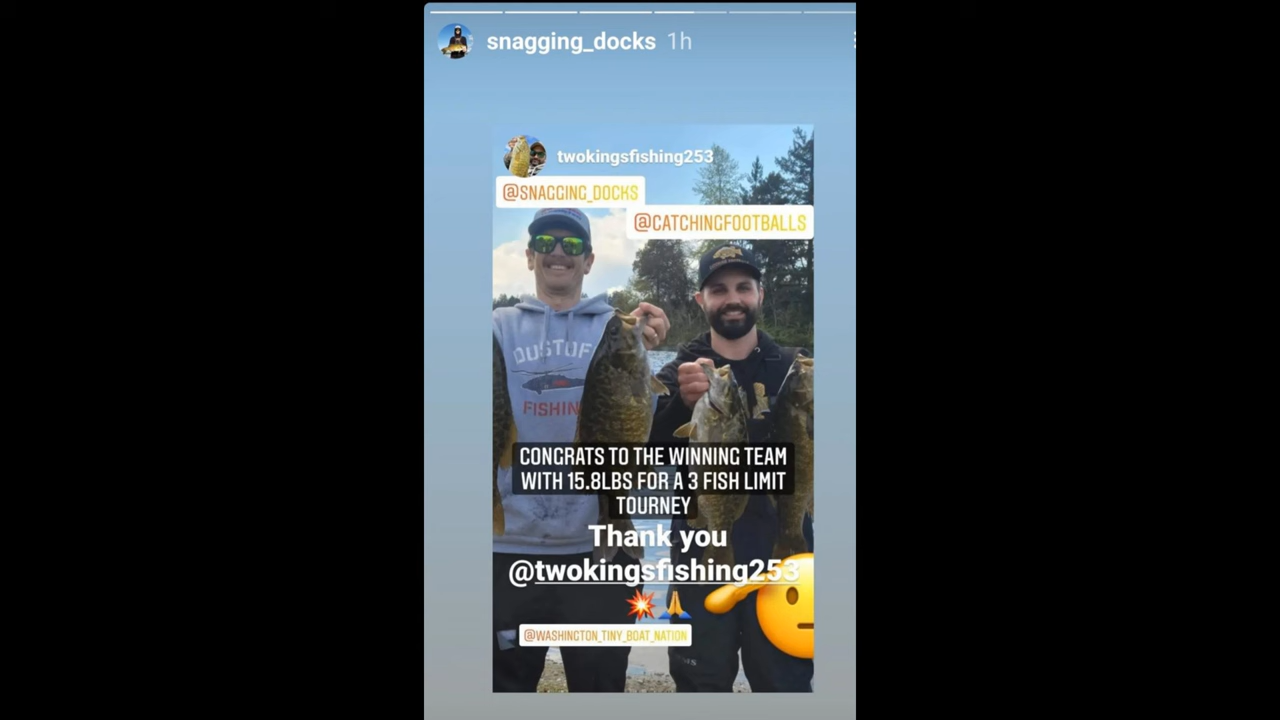 snagging_docks 1h
twokingsfishing253
@SNAGGING_DOCKS
@CATCHINGFOOTBALLS
DUSTOF
FISHIN
CONGRATS TO THE WINNING TEAM
WITH 15.8LBS FOR A 3 FISH LIMIT
TOURNEY
Thank you
@twokingsfishing253
@WASHINGTON_TINY_BOAT_NATION